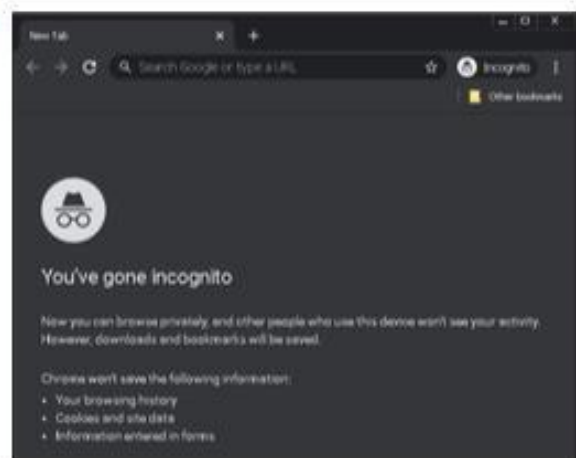 New Tab
Search Google or type a URL
Incognito
Other bookmarks
You've gone incognito
Now you can browse privately, and other people who use this device won't see your activity.
However, downloads and bookmarks will be saved.
Chrome won't save the following information:
• Your browsing history
• Cookies and site data
• Information entered in forms